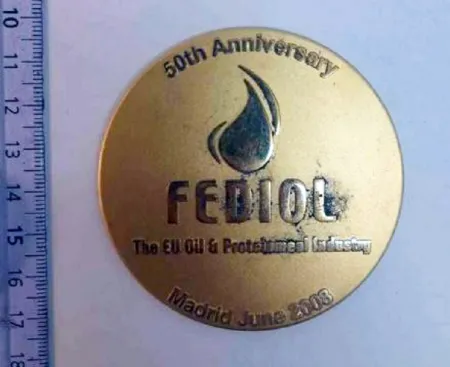 50th Anniversary
FEDIOL
The EU Oil & Proteinmeal Industry
Madrid June 2008
10
11
12
13
14
15
16
17
18